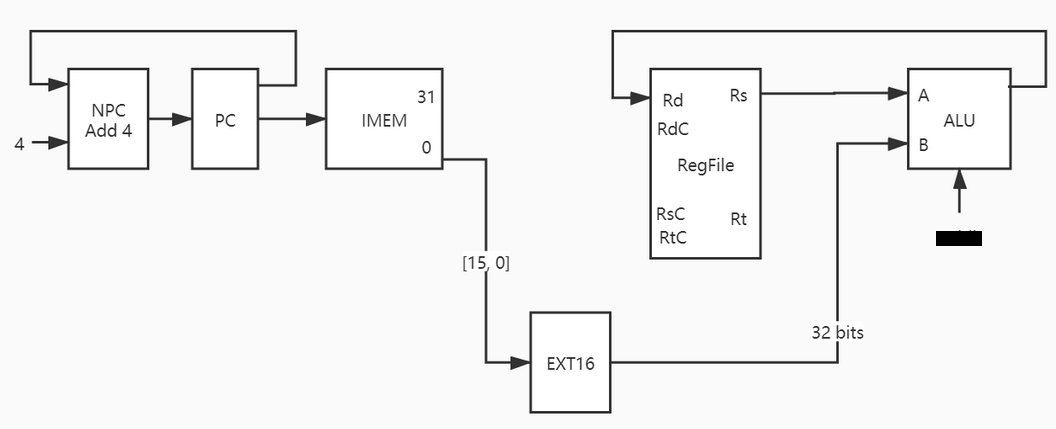 NPC
Add 4
4
PC
IMEM
31
0
[15, 0]
EXT16
32 bits
Rd
RdC
RegFile
RsC
RtC
Rs
Rt
A
B
ALU